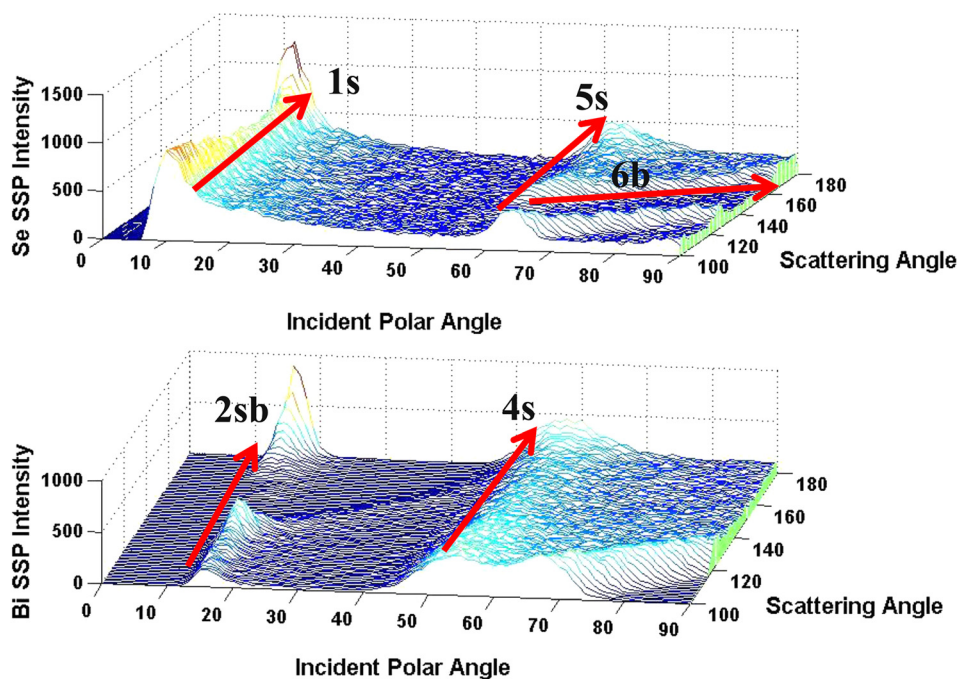 1500
1000
500
0
Se SSP Intensity
1s
5s
6b
0 10 20 30 40 50 60 70 80 90
100 120 140 160 180
Scattering Angle
Incident Polar Angle
1000
500
0
Bi SSP Intensity
2sb
4s
0 10 20 30 40 50 60 70 80 90
100 120 140 160 180
Scattering Angle
Incident Polar Angle